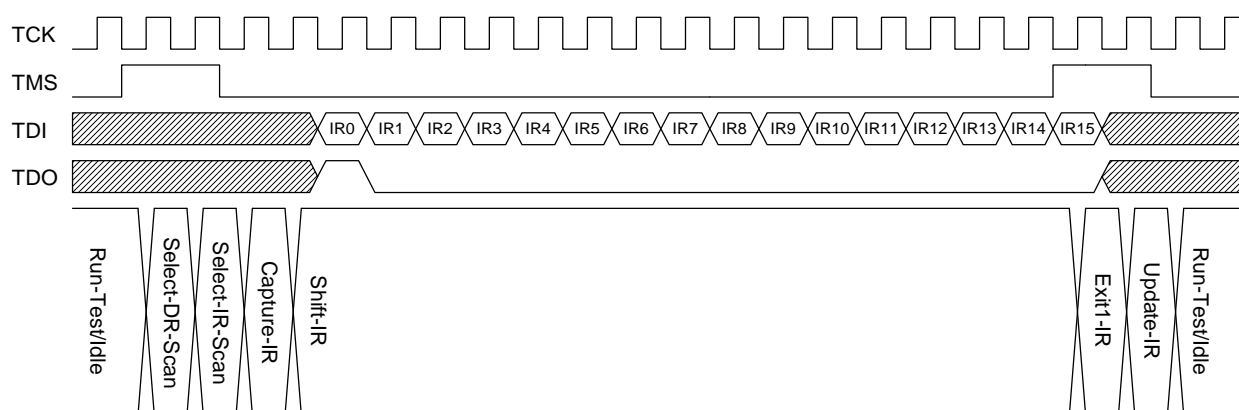 TCK
TMS
TDI
IR0 IR1 IR2 IR3 IR4 IR5 IR6 IR7 IR8 IR9 IR10 IR11 IR12 IR13 IR14 IR15
TDO
Run-Test/Idle
Select-DR-Scan
Select-IR-Scan
Capture-IR
Shift-IR
Exit1-IR
Update-IR
Run-Test/Idle